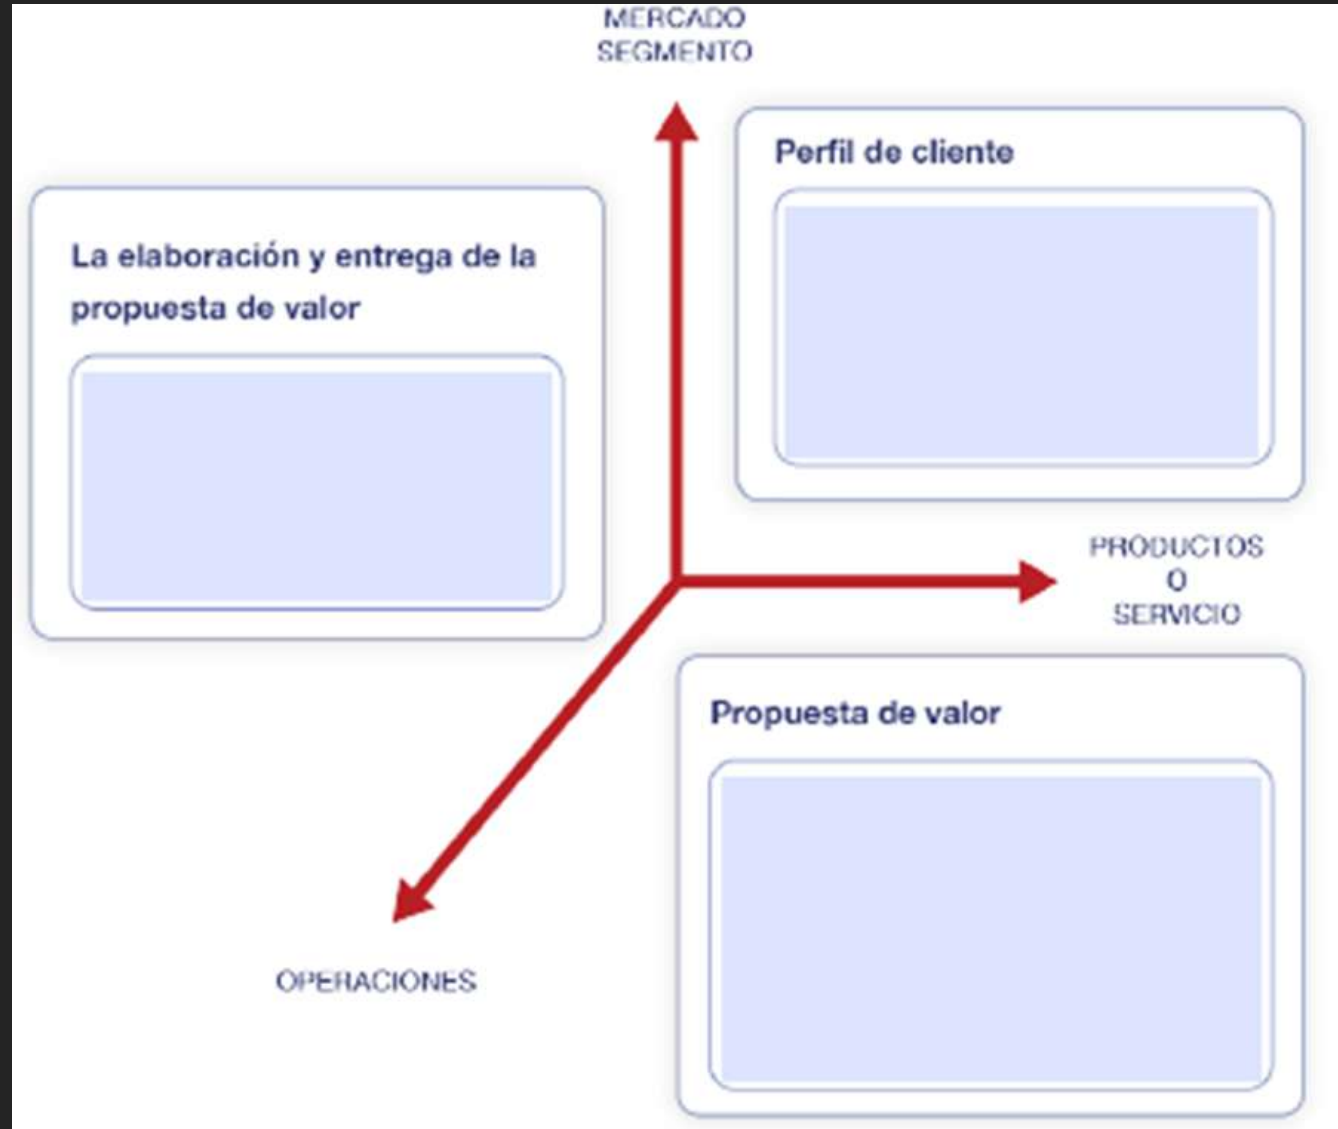 MERCADO
SEGMENTO
Perfil de cliente
La elaboración y entrega de la
propuesta de valor
PRODUCTOS
O
SERVICIO
Propuesta de valor
OPERACIONES